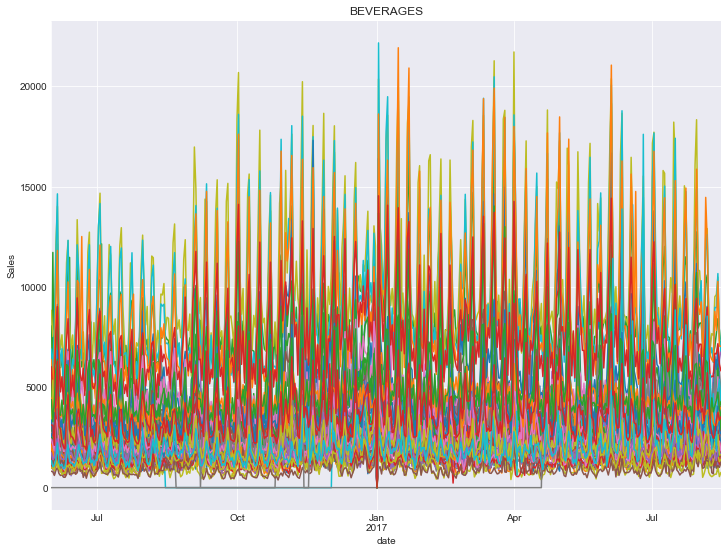 BEVERAGES
20000
15000
10000
5000
0
Sales
Jul
Oct
Jan
2017
Apr
Jul
date